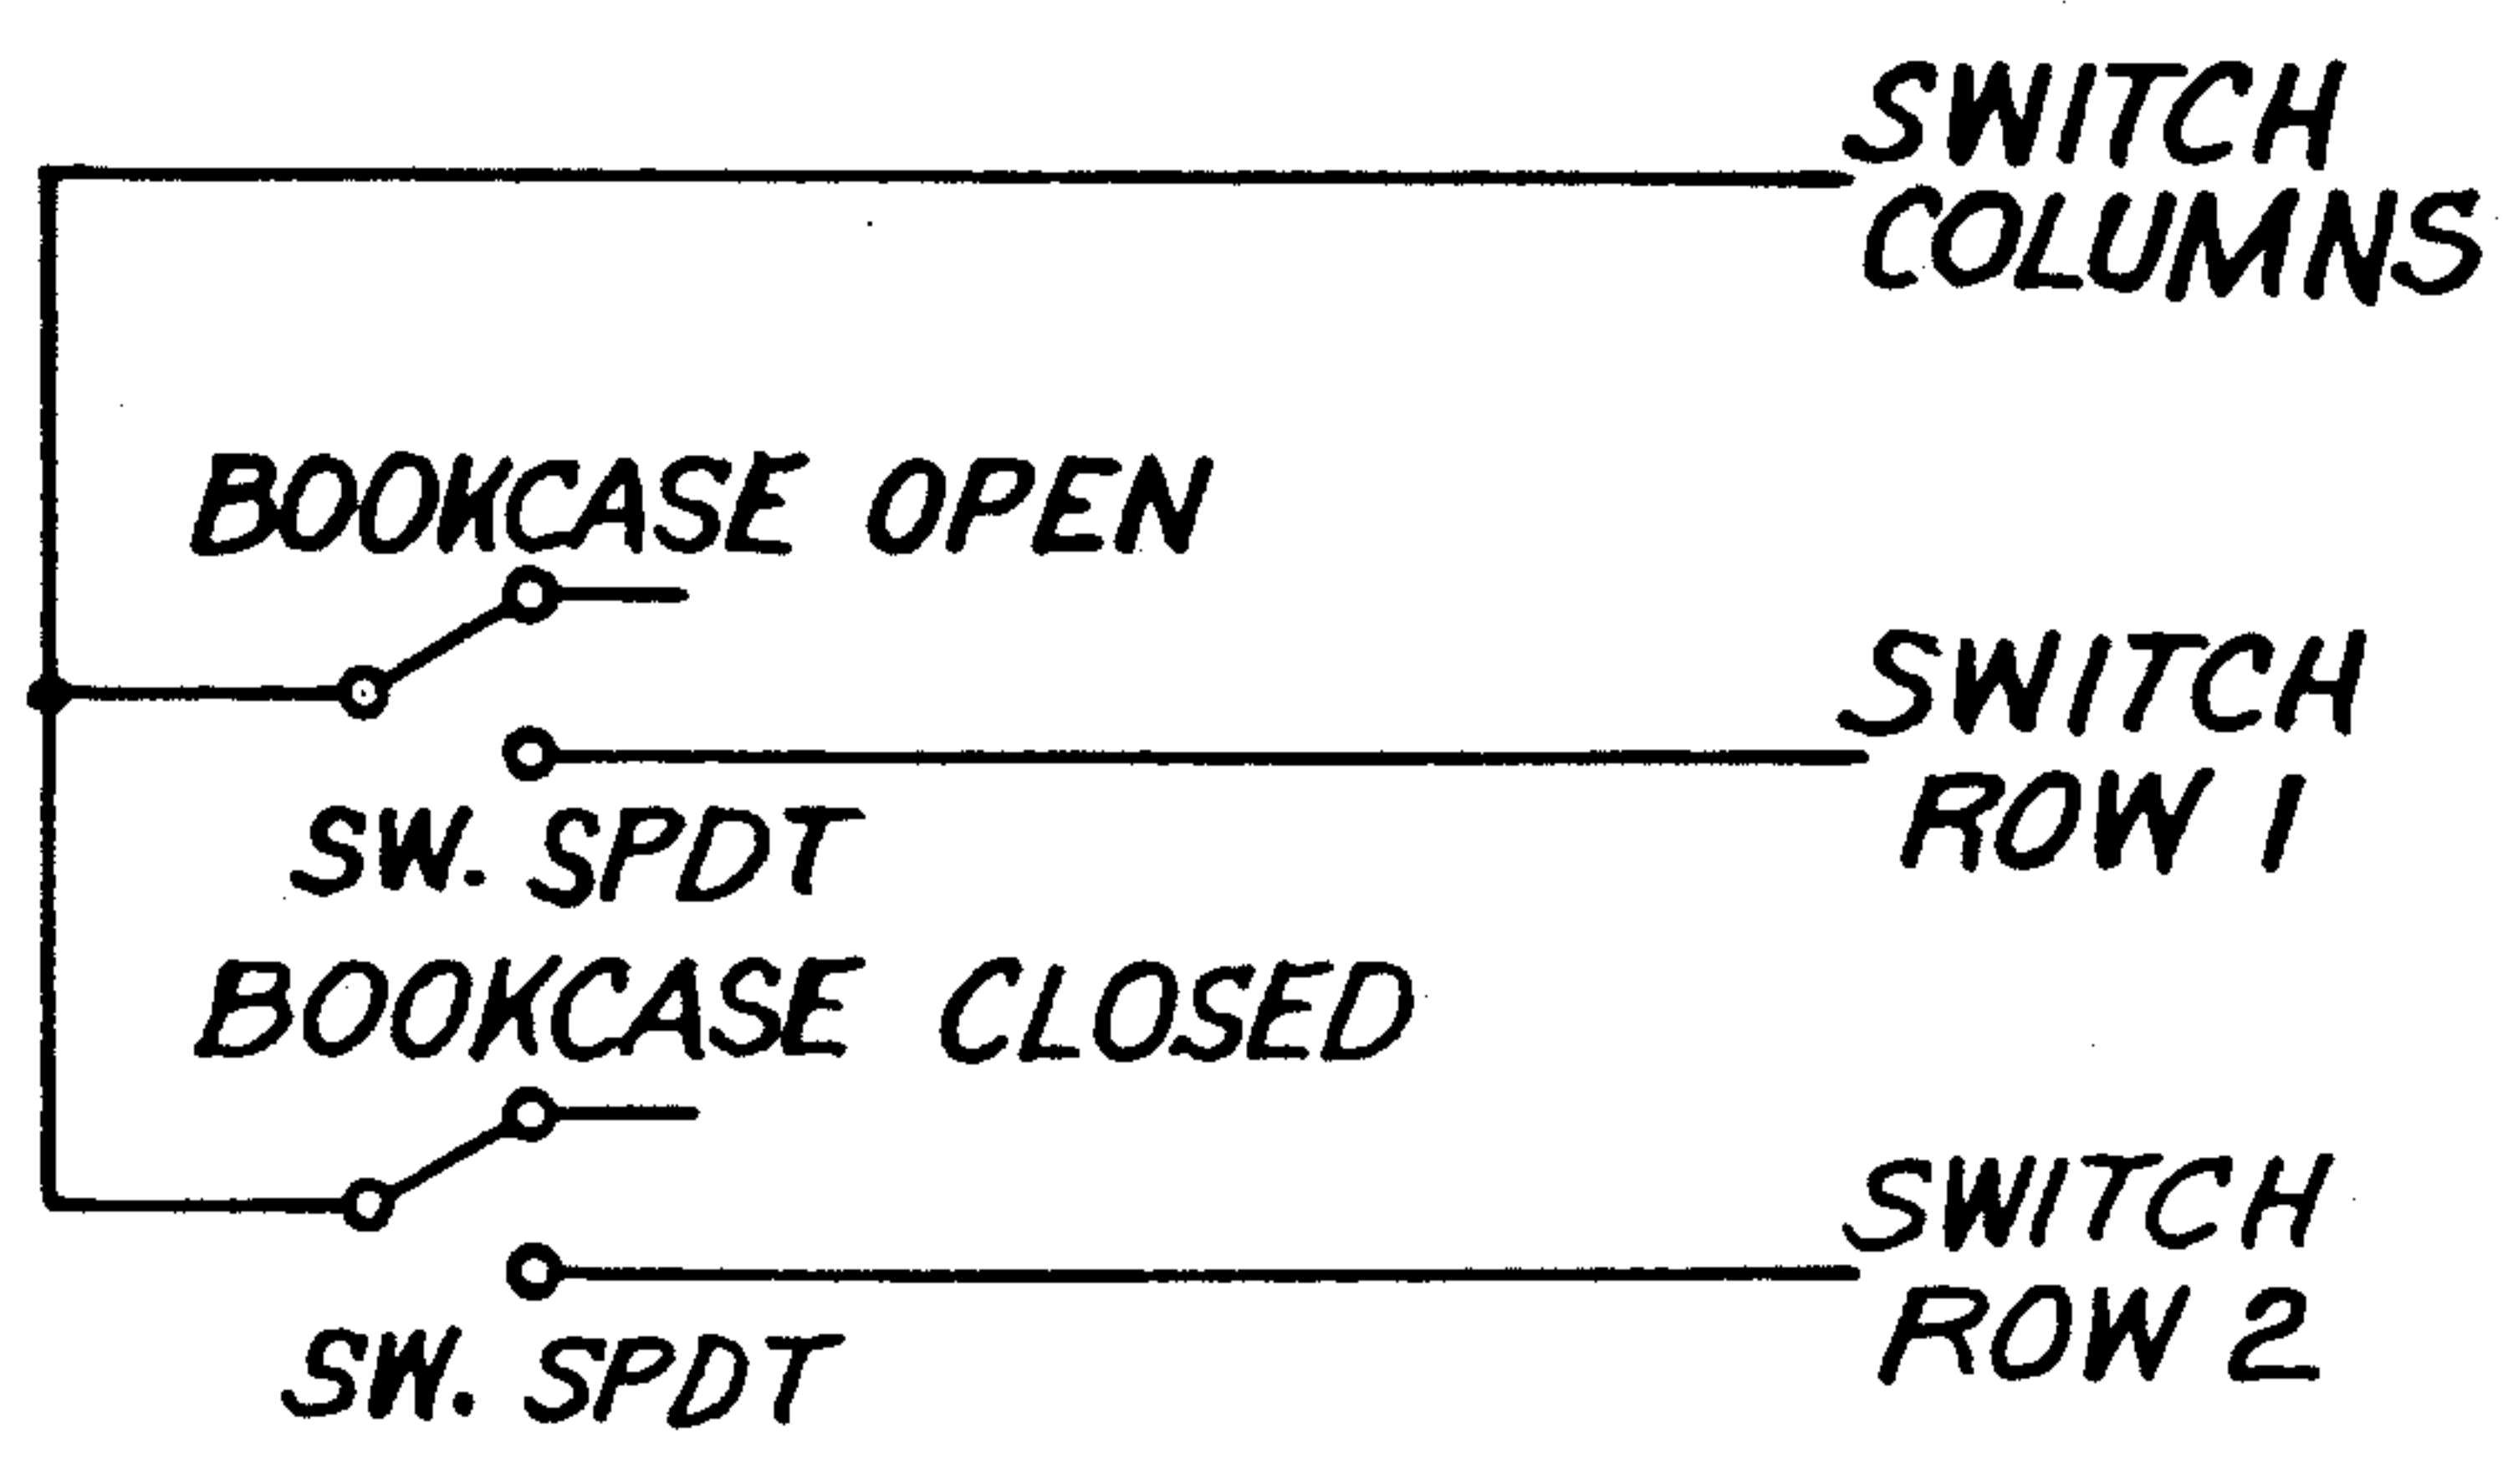 SWITCH
COLUMNS
BOOKCASE OPEN
SWITCH
ROW 1
SW. SPDT
BOOKCASE CLOSED
SWITCH
ROW 2
SW. SPDT